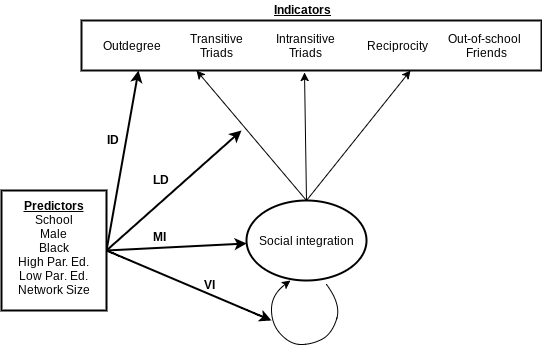 Indicators
Outdegree
Transitive
Triads
Intransitive
Triads
Reciprocity
Out-of-school
Friends
ID
LD
MI
VI
Predictors
School
Male
Black
High Par. Ed.
Low Par. Ed.
Network Size
Social integration